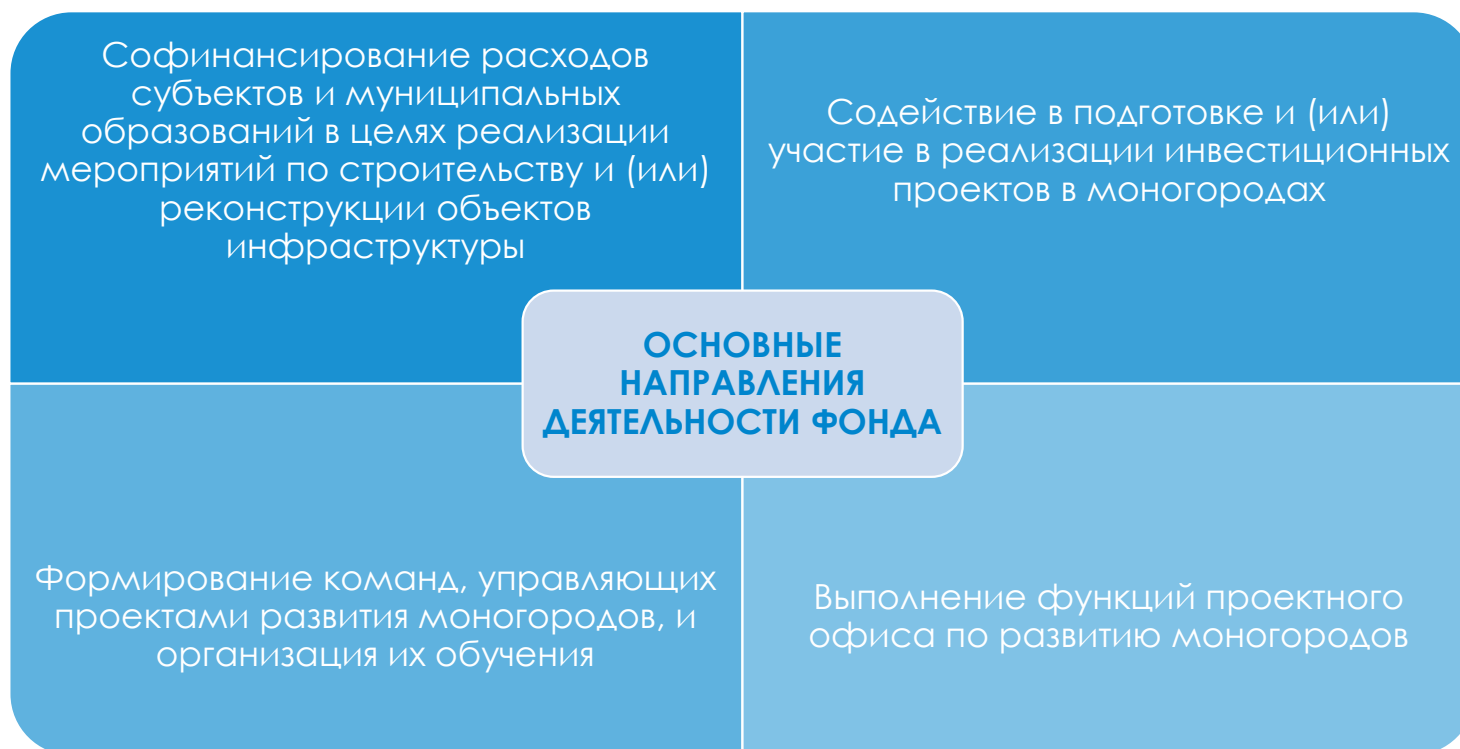 Софинансирование расходов
субъектов и муниципальных
образований в целях реализации
мероприятий по строительству и (или)
реконструкции объектов
инфраструктуры
Содействие в подготовке и (или)
участие в реализации инвестиционных
проектов в моногородах
ОСНОВНЫЕ
НАПРАВЛЕНИЯ
ДЕЯТЕЛЬНОСТИ ФОНДА
Формирование команд, управляющих
проектами развития моногородов, и
организация их обучения
Выполнение функций проектного
офиса по развитию моногородов